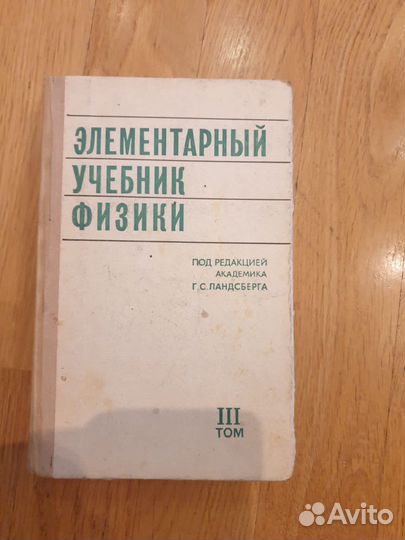 ЭЛЕМЕНТАРНЫЙ
УЧЕБНИК
ФИЗИКИ
ПОД РЕДАКЦИЕЙ
АКАДЕМИКА
Г. С. ЛАНДСБЕРГА
III
ТОМ
Avito